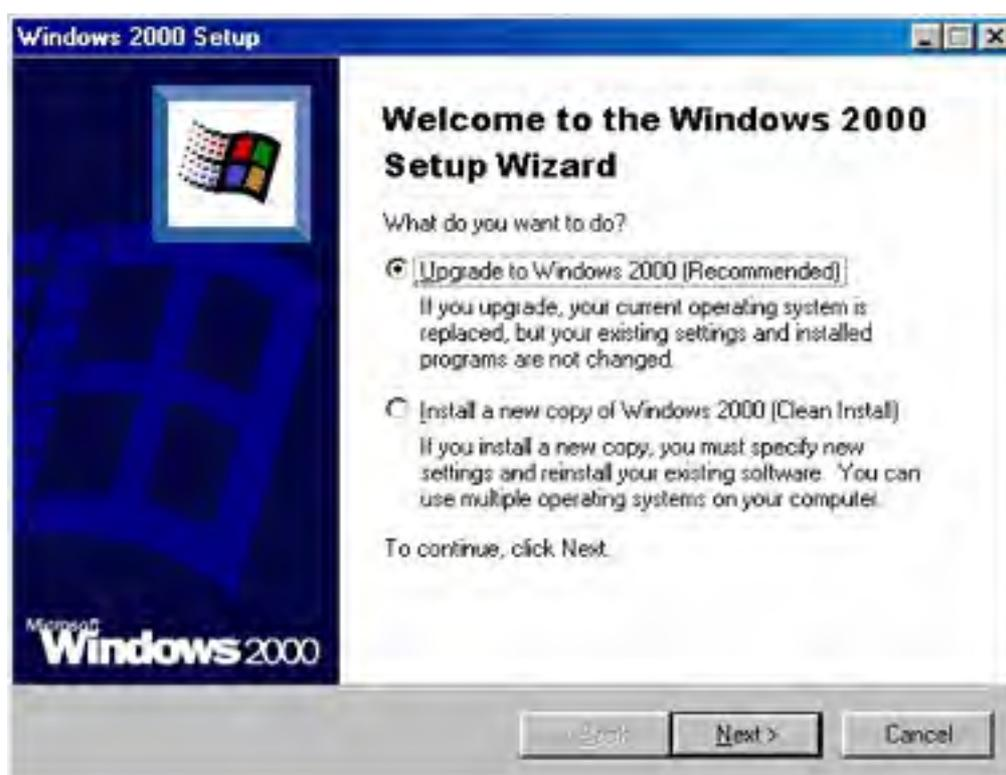 Windows 2000 Setup
Welcome to the Windows 2000
Setup Wizard
What do you want to do?
Upgrade to Windows 2000 (Recommended)
If you upgrade, your current operating system is
replaced, but your existing settings and installed
programs are not changed.
Install a new copy of Windows 2000 (Clean Install)
If you install a new copy, you must specify new
settings and reinstall your existing software. You can
use multiple operating systems on your computer.
To continue, click Next.
Microsoft
Windows 2000
Next >
Cancel